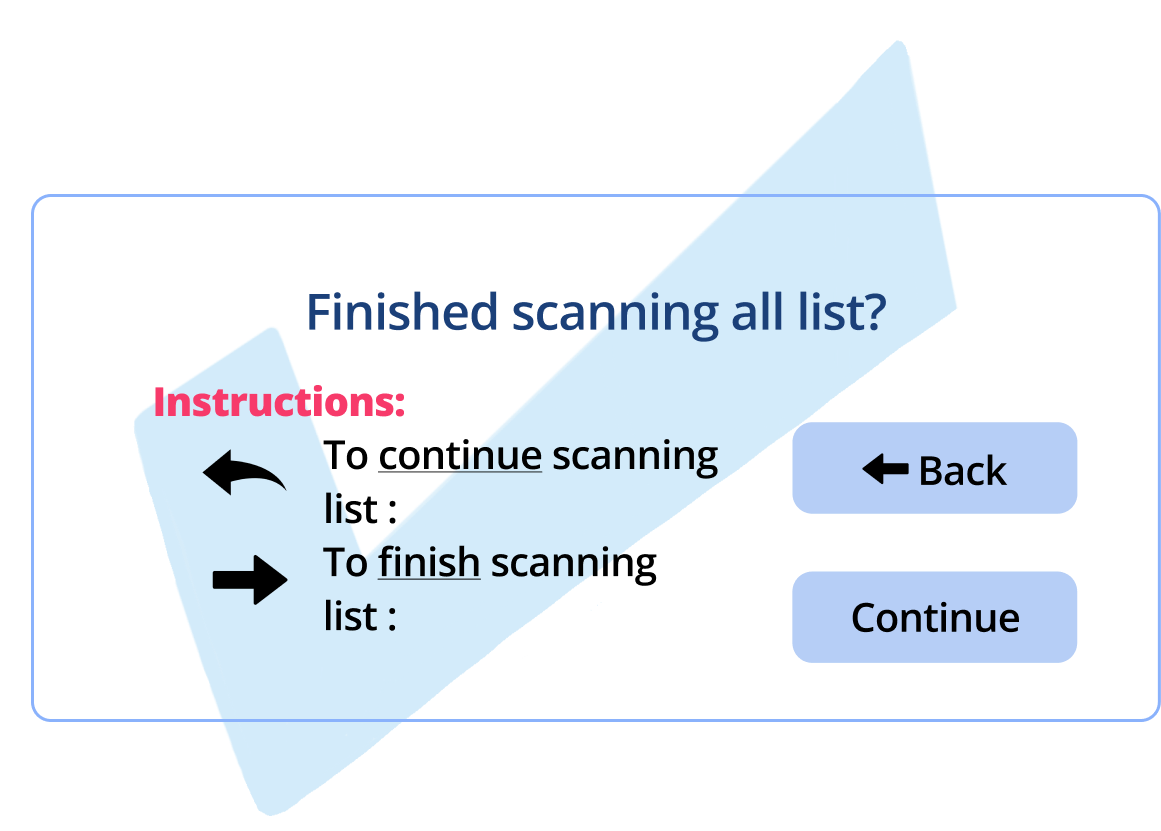 Finished scanning all list?
Instructions:
To continue scanning
list :
To finish scanning
list :
Back
Continue